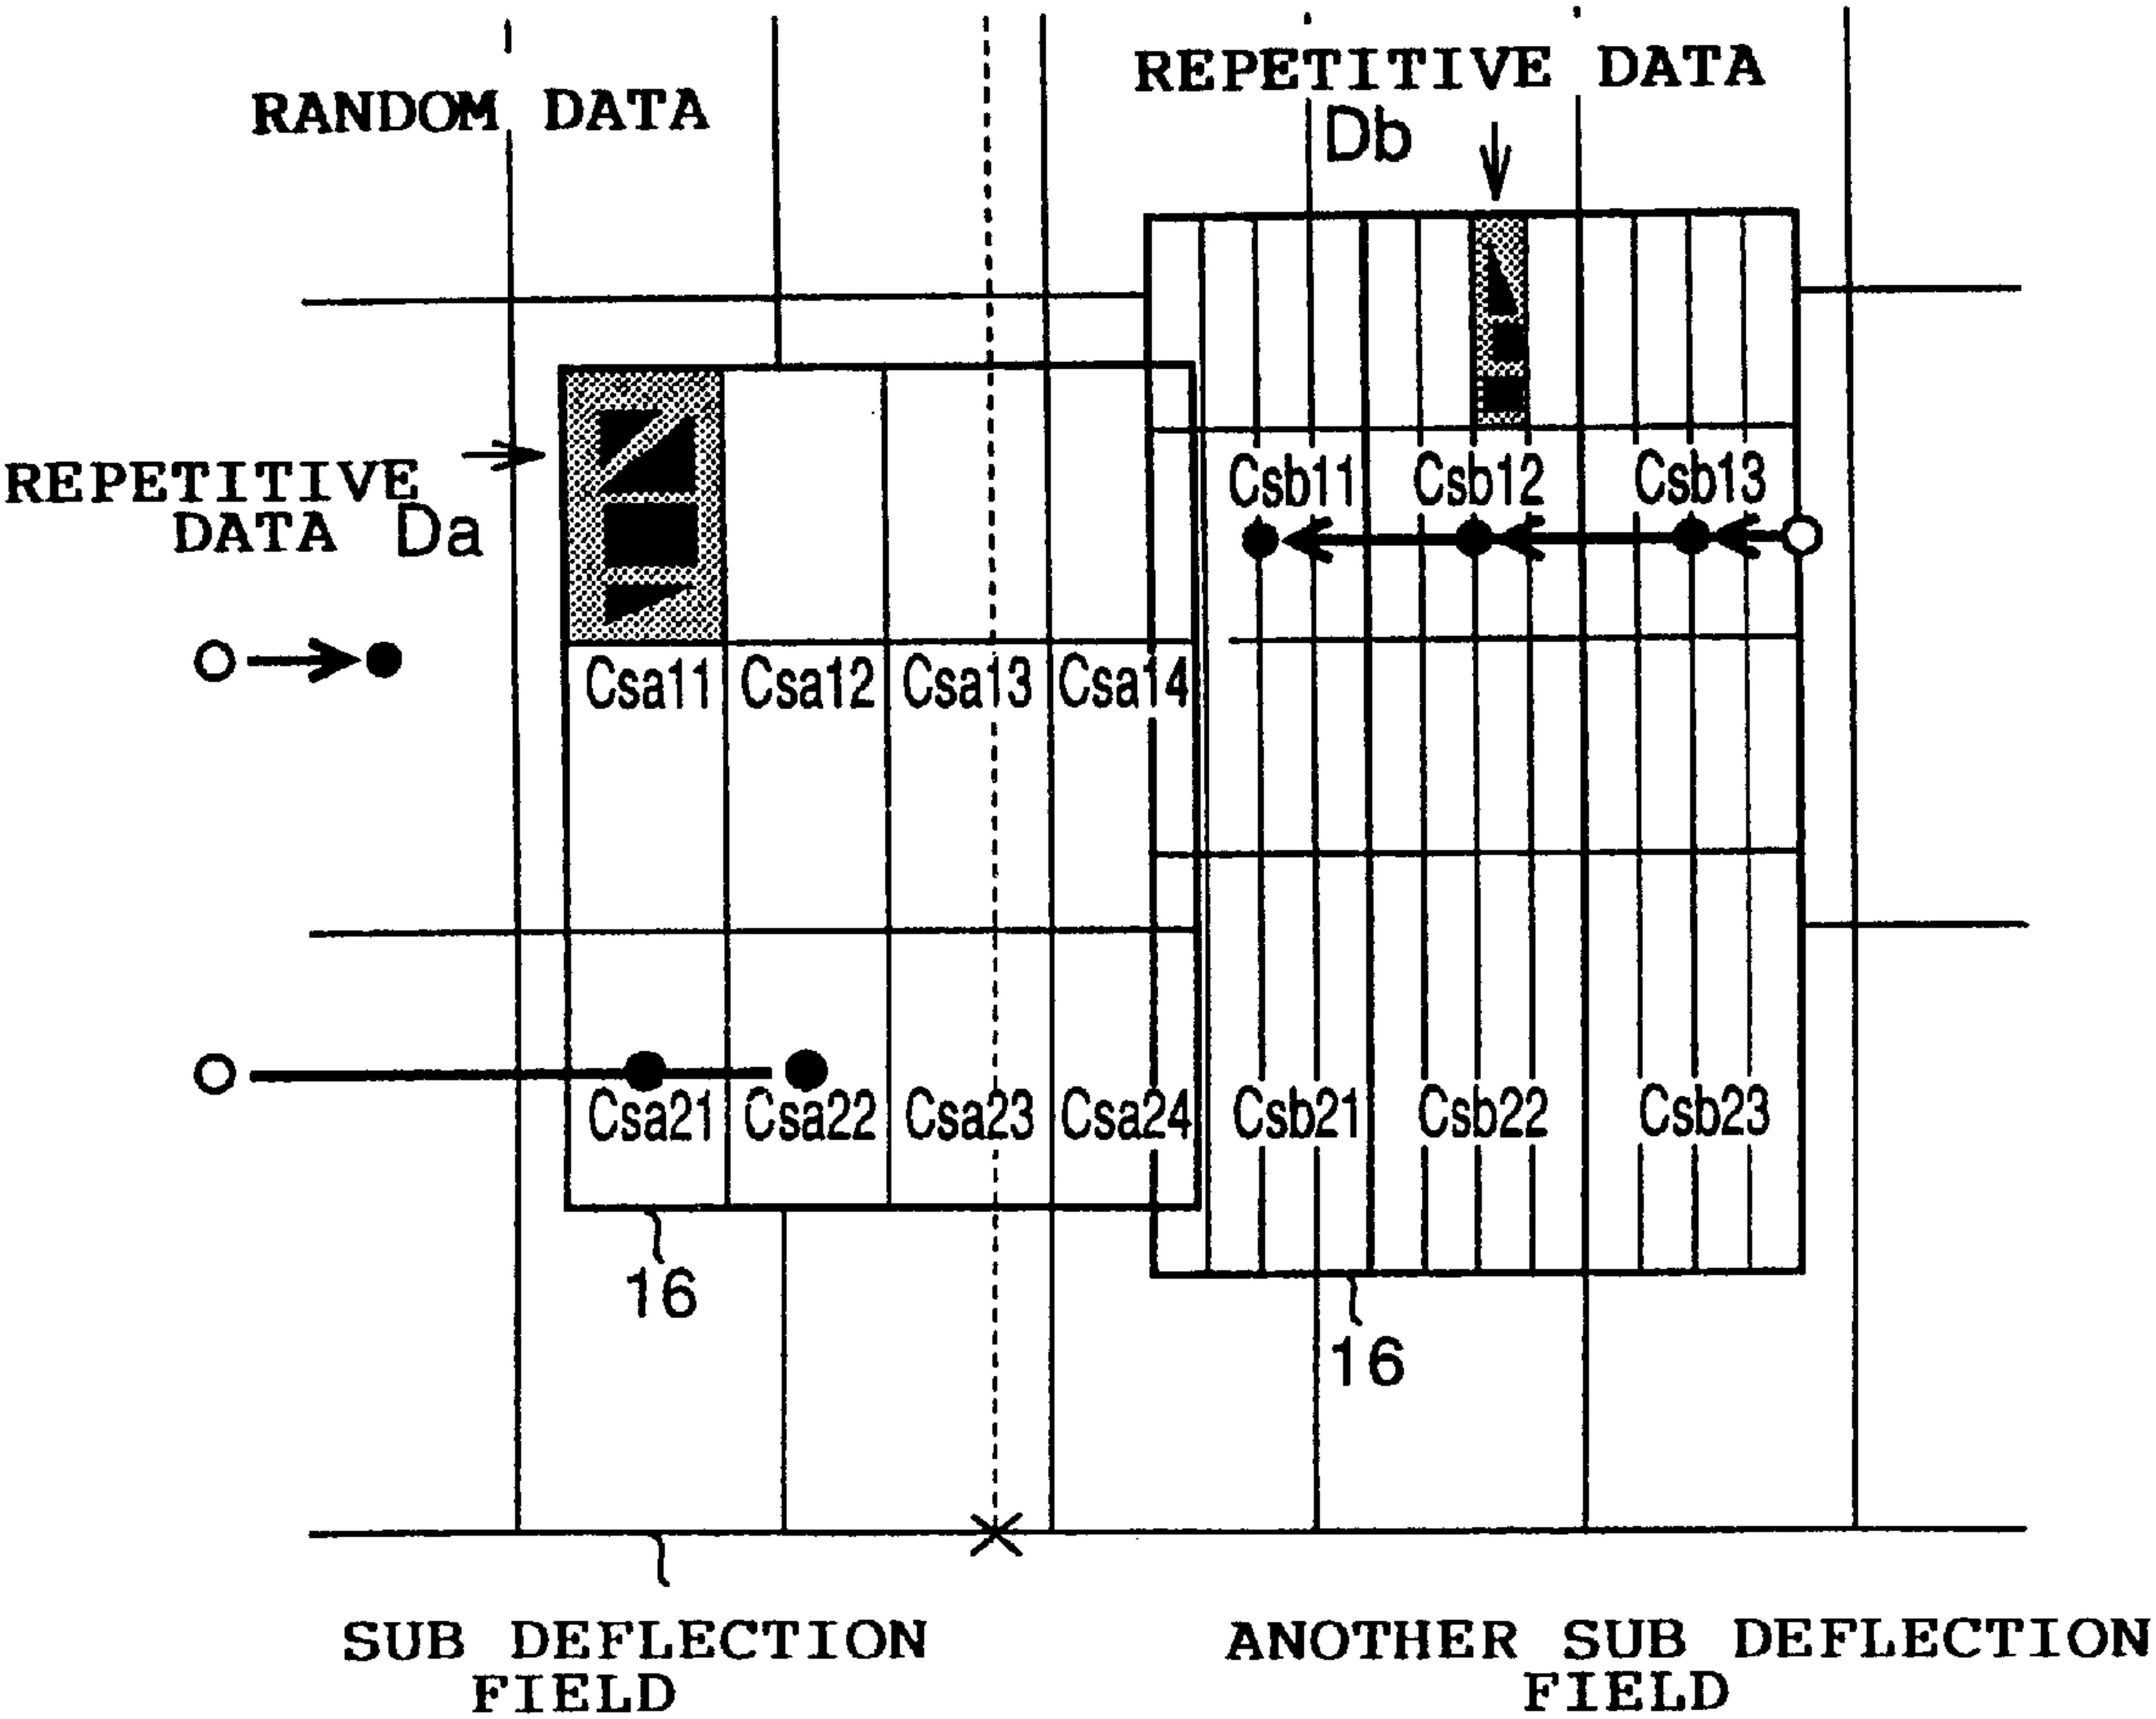 REPETITIVE DATA
Db
RANDOM DATA
REPETITIVE
DATA Da
Csb11 Csb12 Csb13
Csa11 Csa12 Csa13 Csa14
Csa21 Csa22 Csa23 Csa24 Csb21 Csb22 Csb23
16
16
SUB DEFLECTION
FIELD
ANOTHER SUB DEFLECTION
FIELD